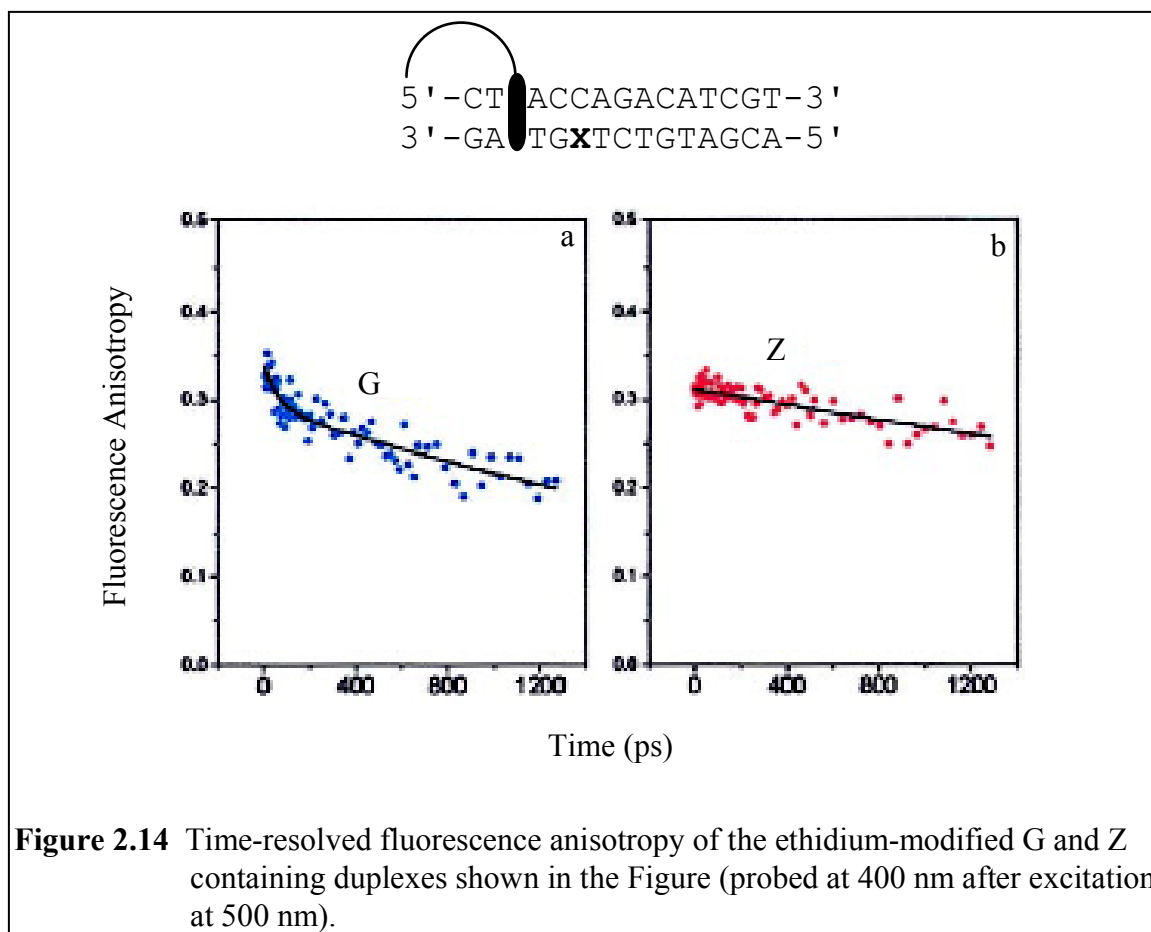 5'-CT ACCAGACATCGT-3'
3'-GA TGXTCTGTAGCA-5'
0.5
0.4
0.3
0.2
0.1
0.0
0 400 800 1200
a
G
0.5
0.4
0.3
0.2
0.1
0.0
0 400 800 1200
b
Z
Fluorescence Anisotropy
Time (ps)
Figure 2.14 Time-resolved fluorescence anisotropy of the ethidium-modified G and Z
containing duplexes shown in the Figure (probed at 400 nm after excitation
at 500 nm).